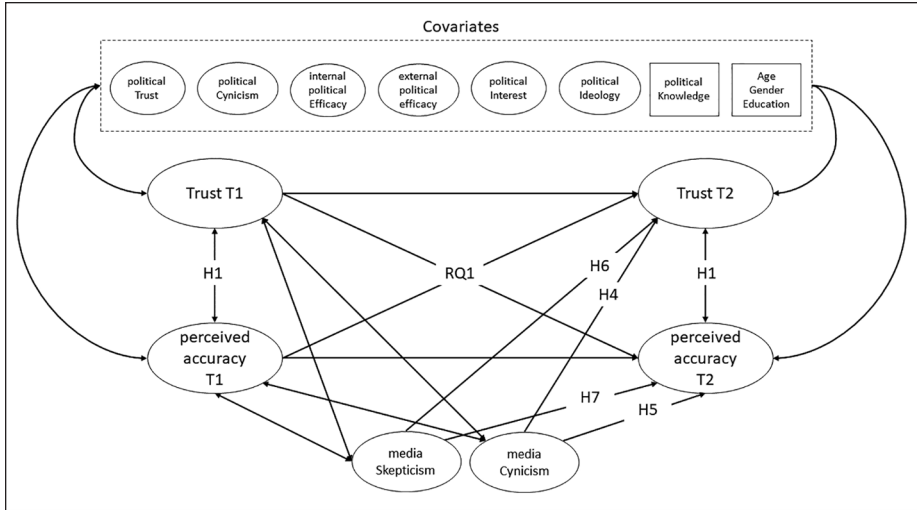 Covariates
political
Trust
political
Cynicism
internal
political
Efficacy
external
political
efficacy
political
Interest
political
Ideology
political
Knowledge
Age
Gender
Education
Trust T1
Trust T2
H1
RQ1
H6
H4
H1
perceived
accuracy
T1
perceived
accuracy
T2
H7
H5
media
Skepticism
media
Cynicism